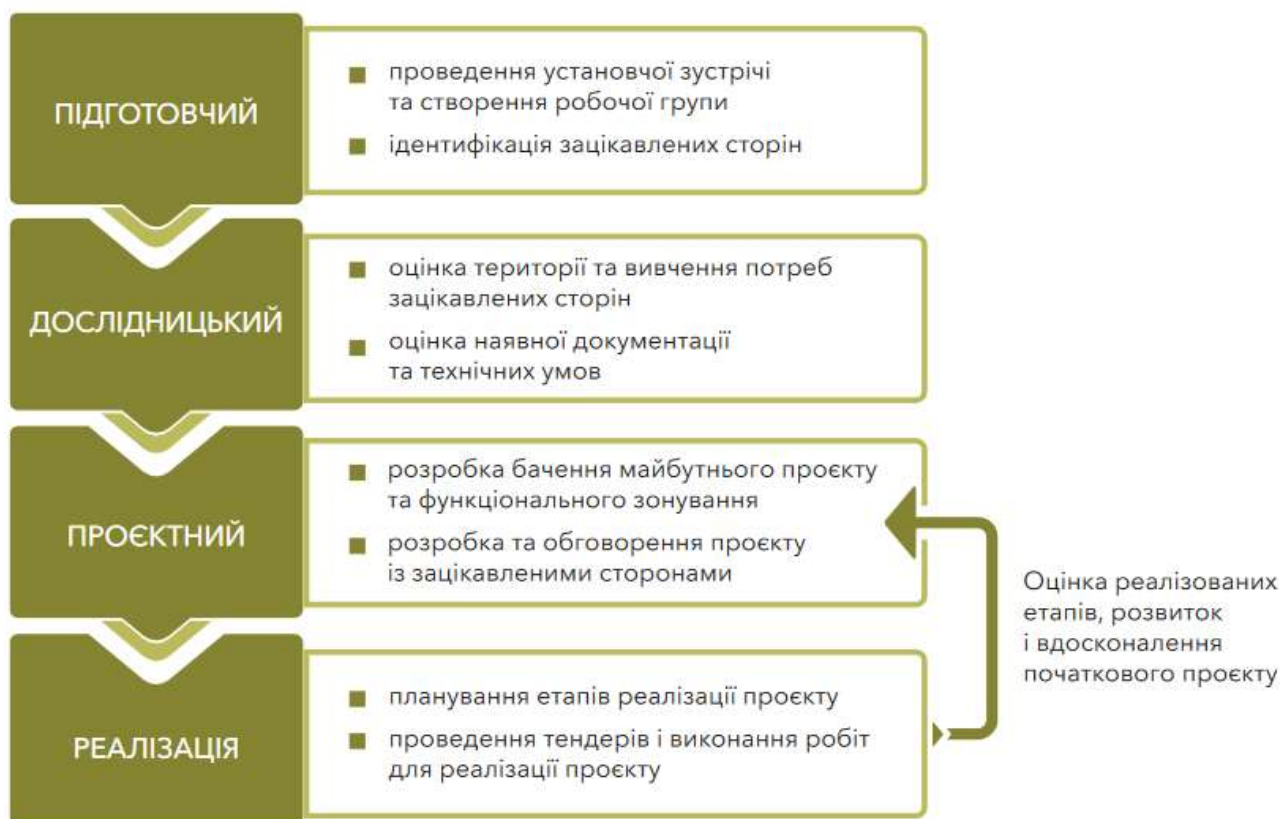 ПІДГОТОВЧИЙ
проведення установчої зустрічі
та створення робочої групи
ідентифікація зацікавлених сторін
ДОСЛІДНИЦЬКИЙ
оцінка території та вивчення потреб
зацікавлених сторін
оцінка наявної документації
та технічних умов
ПРОЄКТНИЙ
розробка бачення майбутнього проєкту
та функціонального зонування
розробка та обговорення проєкту
із зацікавленими сторонами
РЕАЛІЗАЦІЯ
планування етапів реалізації проєкту
проведення тендерів і виконання робіт
для реалізації проєкту
Оцінка реалізованих
етапів, розвиток
і вдосконалення
початкового проєкту